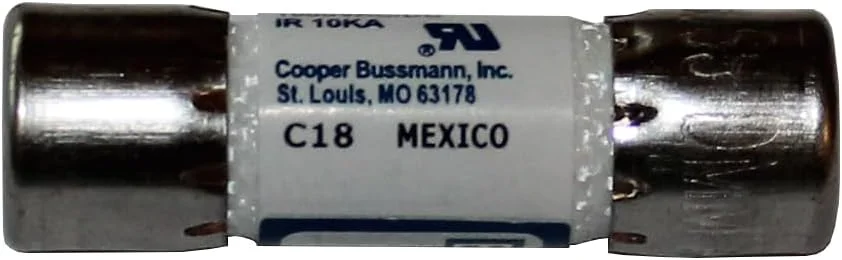 IR 10KA
Cooper Bussmann, Inc.
St. Louis, MO 63178
C18 MEXICO